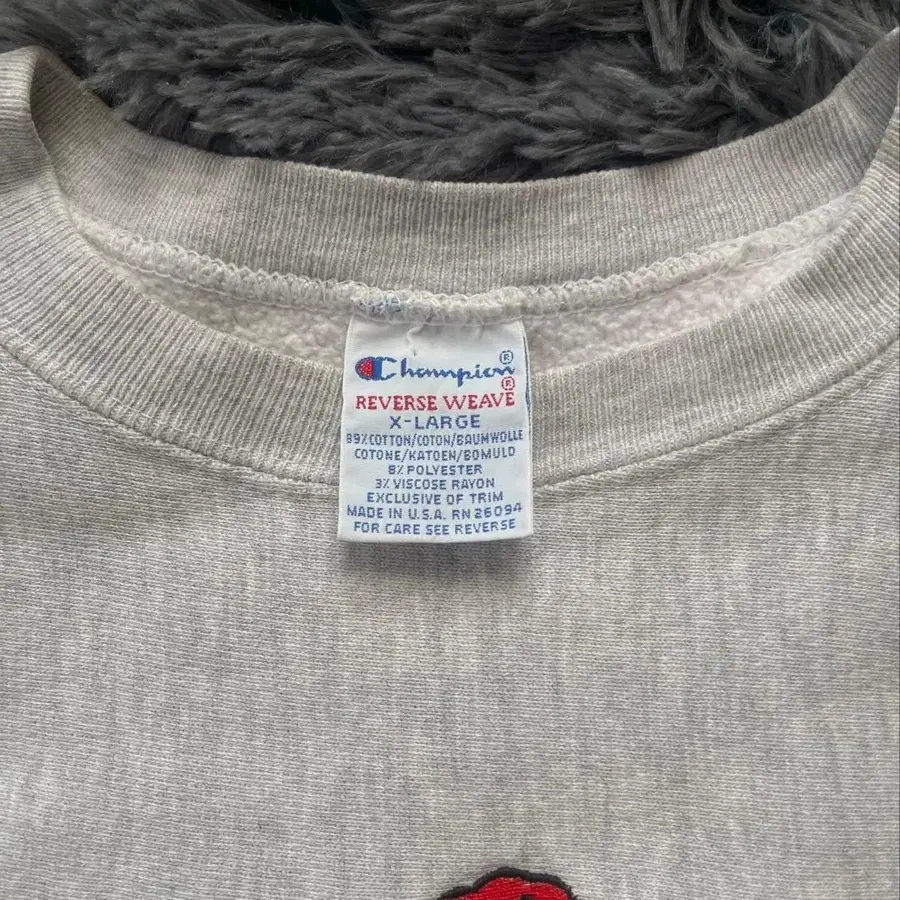 Champion®
REVERSE WEAVE®
X-LARGE
89% COTTON/COTON/BAUMWOLLE
COTONE/KATOEN/BOMULD
8% POLYESTER
3% VISCOSE RAYON
EXCLUSIVE OF TRIM
MADE IN U.S.A. RN 26094
FOR CARE SEE REVERSE